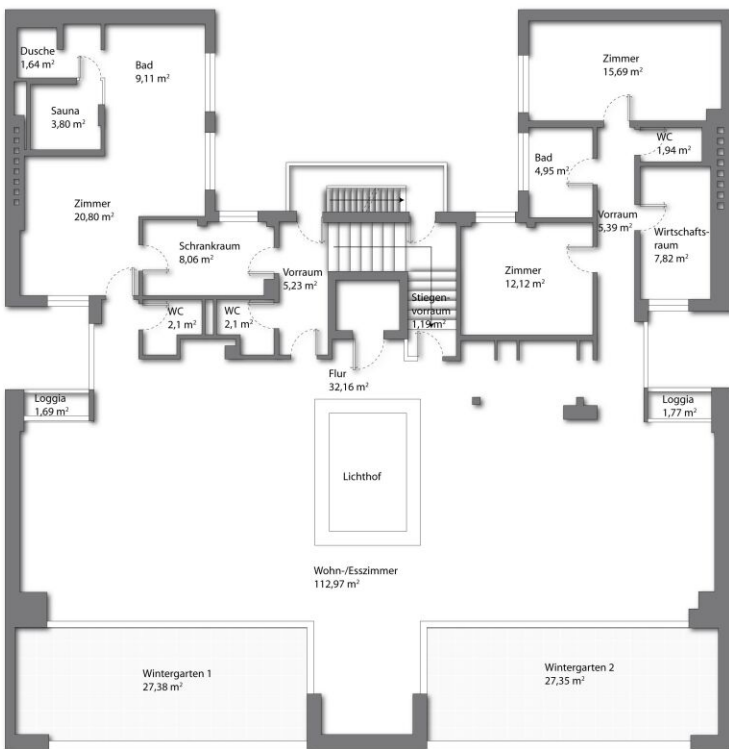 Dusche
1,64 m²
Bad
9,11 m²
Sauna
3,80 m²
Zimmer
20,80 m²
Schrankraum
8,06 m²
Vorraum
5,23 m²
WC
2,1 m²
WC
2,1 m²
Stiegen-
vorraum
1,19 m²
Flur
32,16 m²
Zimmer
15,69 m²
WC
1,94 m²
Bad
4,95 m²
Vorraum
5,39 m²
Wirtschafts-
raum
7,82 m²
Zimmer
12,12 m²
Loggia
1,69 m²
Loggia
1,77 m²
Lichthof
Wohn-/Esszimmer
112,97 m²
Wintergarten 1
27,38 m²
Wintergarten 2
27,35 m²